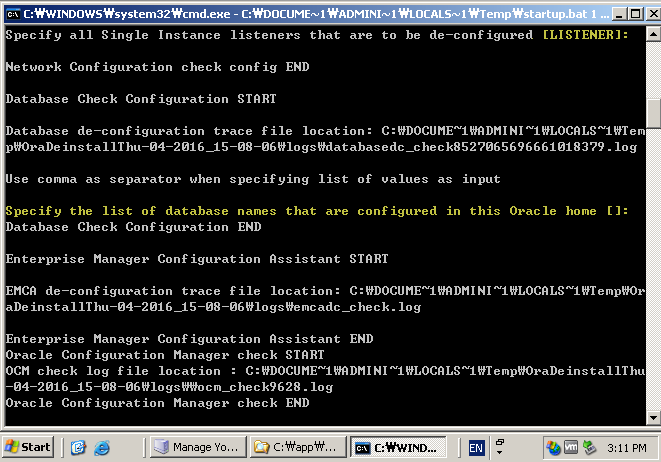 C:₩WINDOWS₩system32₩cmd.exe - C:₩DOCUME~1₩ADMINI~1₩LOCALS~1₩Temp₩startup.bat 1 ...
Specify all Single Instance listeners that are to be de-configured [LISTENER]:
Network Configuration check config END
Database Check Configuration START
Database de-configuration trace file location: C:₩DOCUME~1₩ADMINI~1₩LOCALS~1₩Tem
p₩OraDeinstallThu-04-2016_15-08-06₩logs₩databasedc_check8527065696661018379.log
Use comma as separator when specifying list of values as input
Specify the list of database names that are configured in this Oracle home []:
Database Check Configuration END
Enterprise Manager Configuration Assistant START
EMCA de-configuration trace file location: C:₩DOCUME~1₩ADMINI~1₩LOCALS~1₩Temp₩Or
aDeinstallThu-04-2016_15-08-06₩logs₩emcadc_check.log
Enterprise Manager Configuration Assistant END
Oracle Configuration Manager check START
OCM check log file location : C:₩DOCUME~1₩ADMINI~1₩LOCALS~1₩Temp₩OraDeinstallThu
-04-2016_15-08-06₩logs₩₩ocm_check9628.log
Oracle Configuration Manager check END
Start
Manage Yo...
C:₩app₩...
C:₩WIND...
EN
vm
3:11 PM